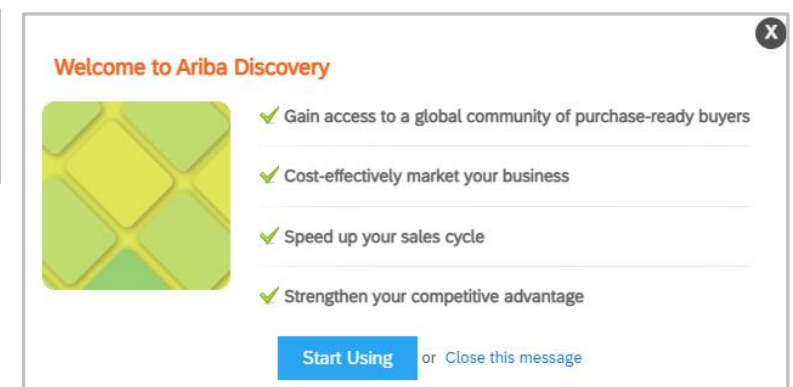 X
Welcome to Ariba Discovery
Gain access to a global community of purchase-ready buyers
Cost-effectively market your business
Speed up your sales cycle
Strengthen your competitive advantage
Start Using or Close this message